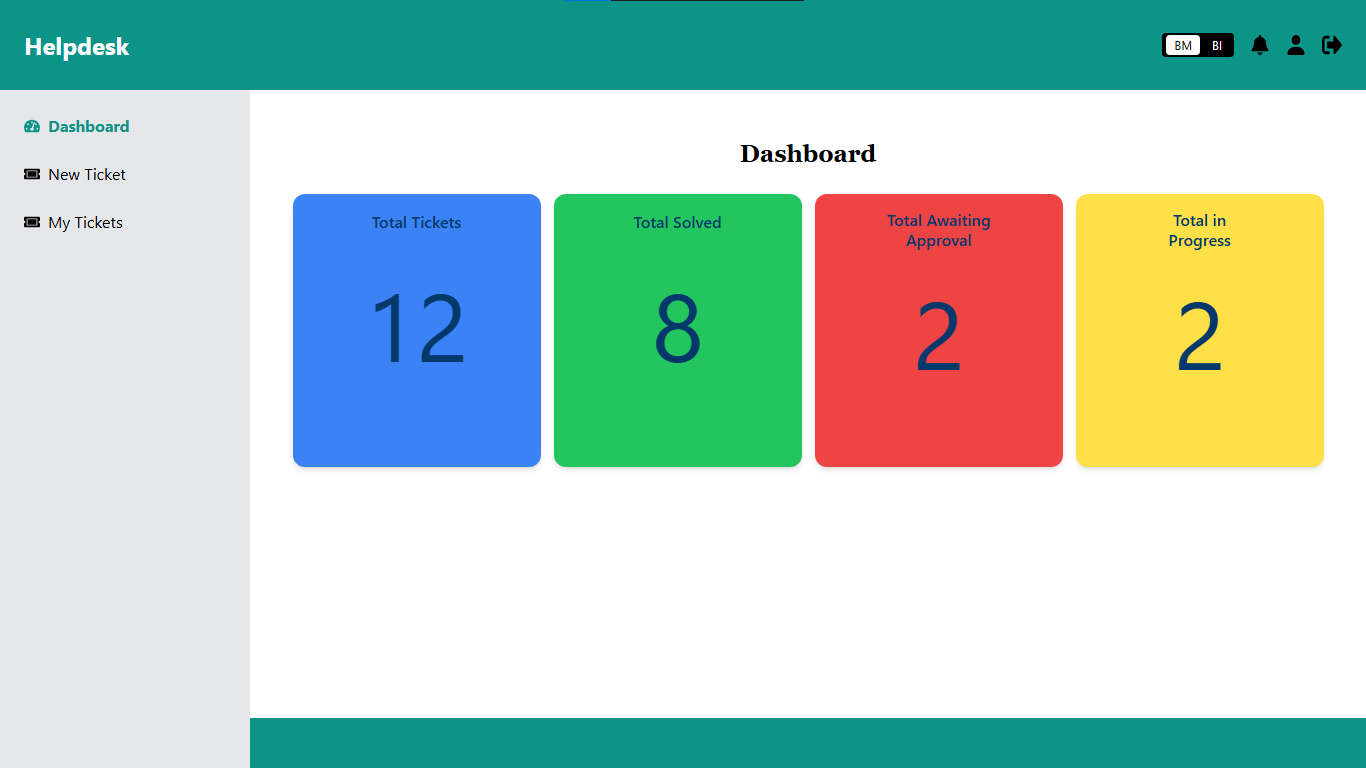 Helpdesk
BM BI
Dashboard
New Ticket
My Tickets
Dashboard
Total Tickets
12
Total Solved
8
Total Awaiting
Approval
2
Total in
Progress
2